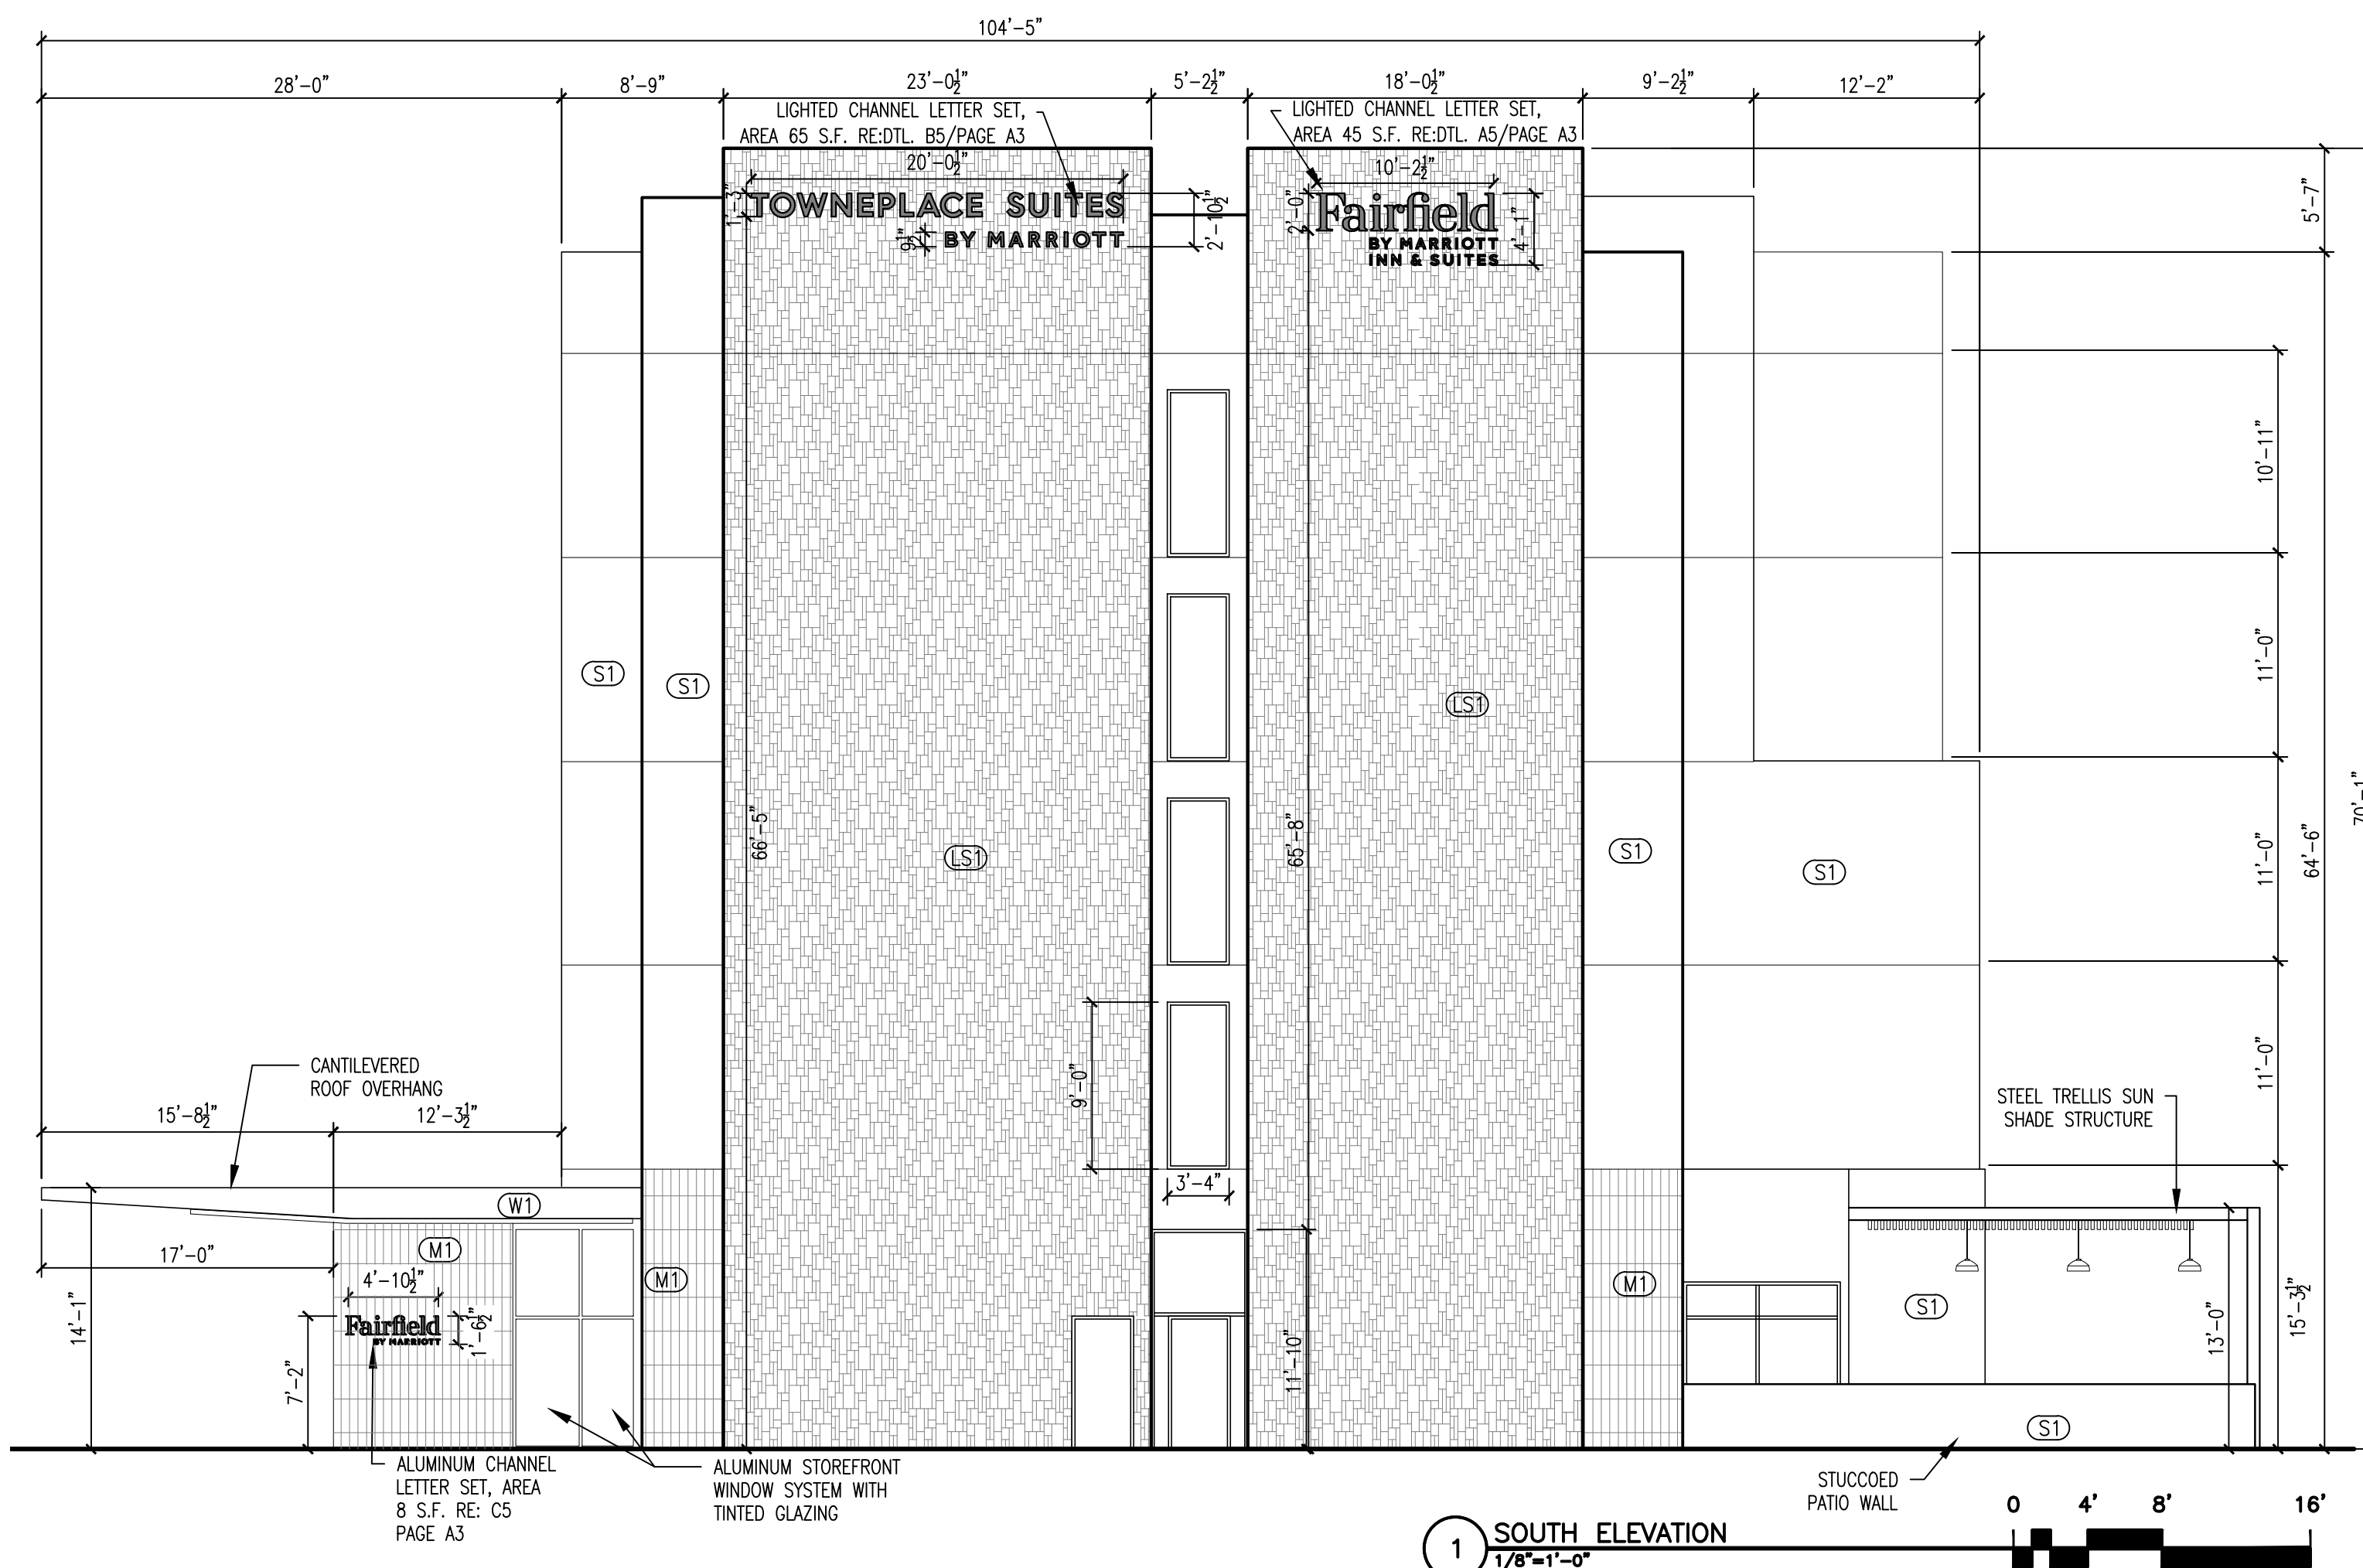 104'-5"
28'-0"
8'-9"
23'-0½"
5'-2½"
18'-0½"
9'-2½"
12'-2"
LIGHTED CHANNEL LETTER SET,
AREA 65 S.F. RE:DTL. B5/PAGE A3
LIGHTED CHANNEL LETTER SET,
AREA 45 S.F. RE:DTL. A5/PAGE A3
20'-0½"
10'-2½"
1'-3"
TOWNEPLACE SUITES
BY MARRIOTT
9½"
2'-10½"
2'-0"
Fairfield
BY MARRIOTT
INN & SUITES
4'-1"
5'-7"
10'-11"
11'-0"
11'-0"
11'-0"
64'-6"
70'-1"
S1
S1
LS1
LS1
66'-5"
65'-8"
S1
S1
CANTILEVERED
ROOF OVERHANG
15'-8½"
12'-3½"
9'-0"
3'-4"
STEEL TRELLIS SUN
SHADE STRUCTURE
W1
M1
17'-0"
4'-10½"
Fairfield
BY MARRIOTT
1'-6½"
14'-1"
7'-2"
M1
11'-10"
M1
S1
13'-0"
15'-3½"
S1
ALUMINUM CHANNEL
LETTER SET, AREA
8 S.F. RE: C5
PAGE A3
ALUMINUM STOREFRONT
WINDOW SYSTEM WITH
TINTED GLAZING
STUCCOED
PATIO WALL
0 4' 8' 16'
1
SOUTH ELEVATION
1/8"=1'-0"